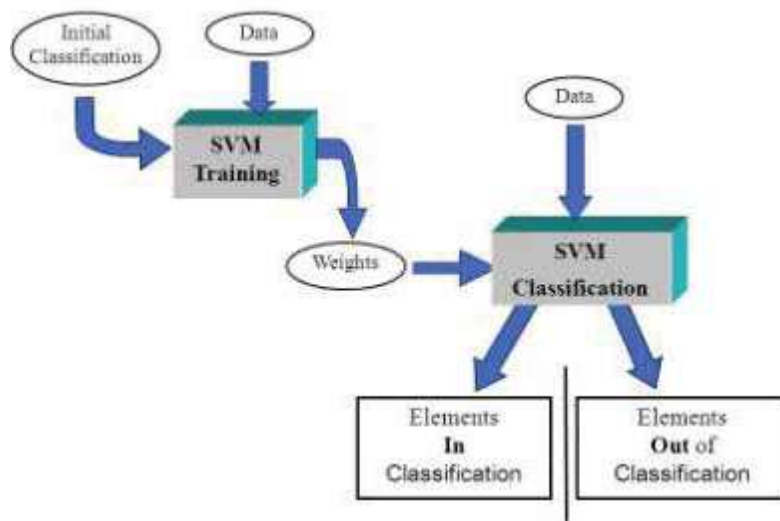 Initial
Classification
Data
SVM
Training
Data
Weights
SVM
Classification
Elements
In
Classification
Elements
Out of
Classification